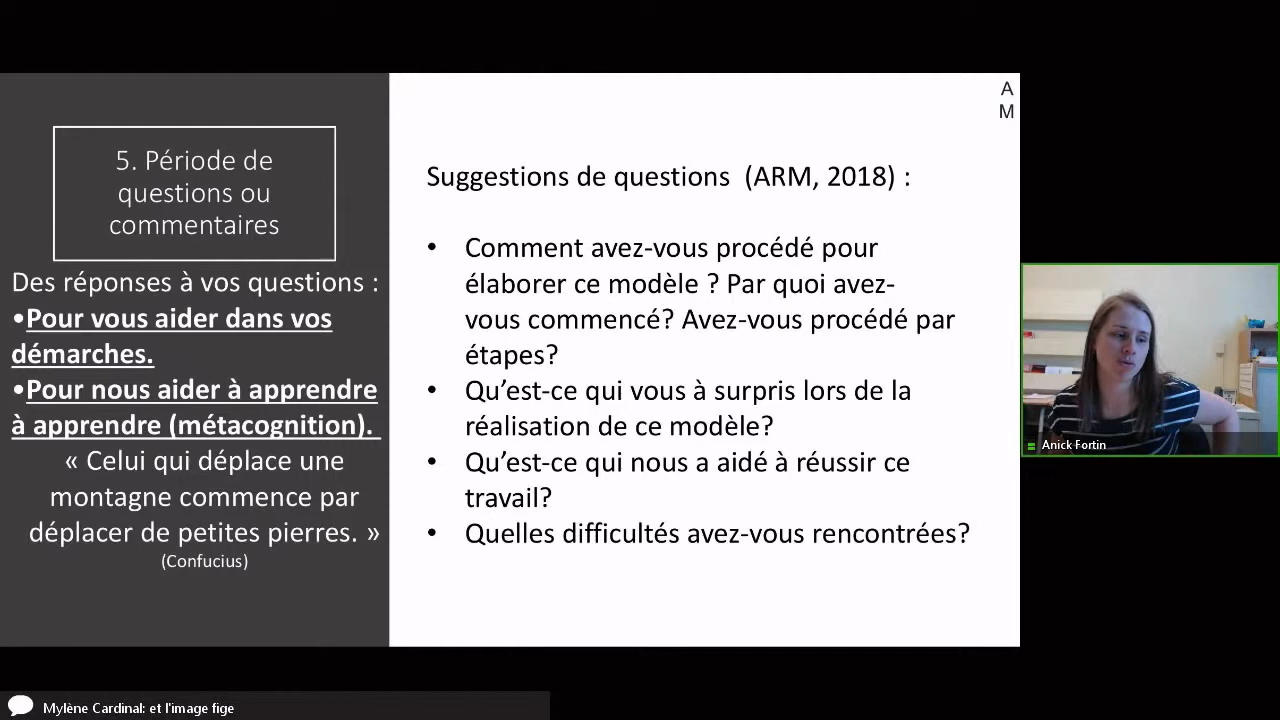 5. Période de
questions ou
commentaires
Des réponses à vos questions :
•Pour vous aider dans vos
démarches.
•Pour nous aider à apprendre
à apprendre (métacognition).
« Celui qui déplace une
montagne commence par
déplacer de petites pierres. »
(Confucius)
A
M
Suggestions de questions  (ARM, 2018) :
• Comment avez-vous procédé pour
élaborer ce modèle ? Par quoi avez-
vous commencé? Avez-vous procédé par
étapes?
• Qu’est-ce qui vous à surpris lors de la
réalisation de ce modèle?
• Qu’est-ce qui nous a aidé à réussir ce
travail?
• Quelles difficultés avez-vous rencontrées?
Anick Fortin
Mylène Cardinal: et l'image fige